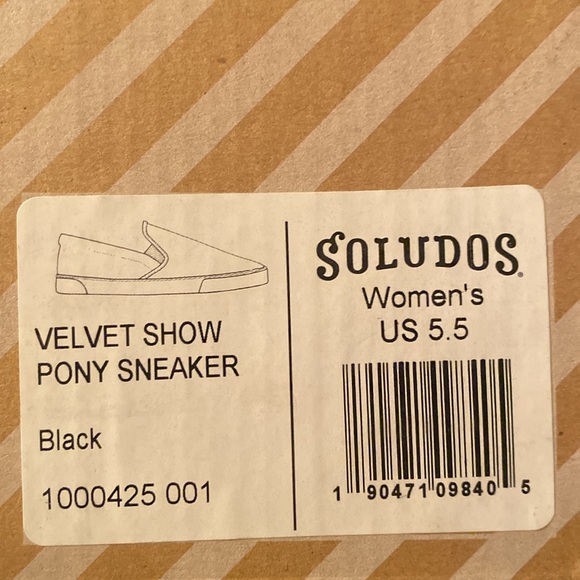 VELVET SHOW
PONY SNEAKER
Black
1000425 001
SOLUDOS
Women's
US 5.5
1 90471 09840 5